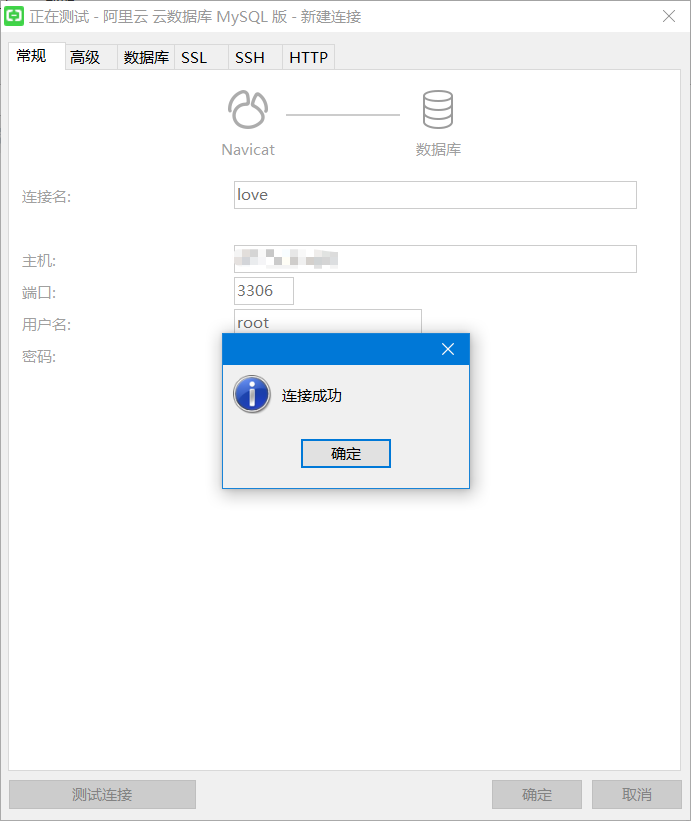 正在测试 - 阿里云 云数据库 MySQL 版 - 新建连接
常规 高级 数据库 SSL SSH HTTP
Navicat 数据库
连接名: love
主机:
端口: 3306
用户名: root
密码:
连接成功
确定
测试连接 确定 取消